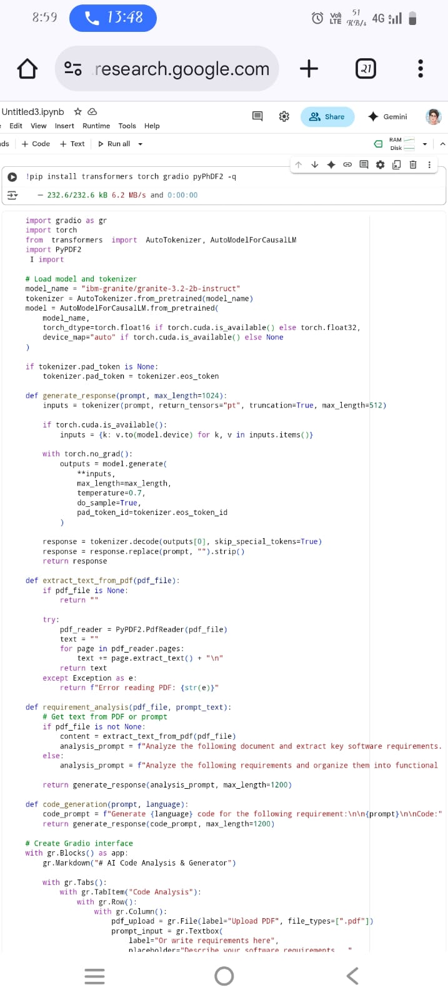 8:59 13:48 Vo) LTE 51 KB/s 4G
research.google.com 21
Untitled3.ipynb Share Gemini
Edit View Insert Runtime Tools Help
ds + Code + Text Run all RAM Disk
!pip install transformers torch gradio pyPhDF2 -q
— 232.6/232.6 kB 6.2 MB/s and 0:00:00
import gradio as gr
import torch
from transformers import AutoTokenizer, AutoModelForCausalLM
import PyPDF2
I import
# Load model and tokenizer
model_name = "ibm-granite/granite-3.2-2b-instruct"
tokenizer = AutoTokenizer.from_pretrained(model_name)
model = AutoModelForCausalLM.from_pretrained(
model_name,
torch_dtype=torch.float16 if torch.cuda.is_available() else torch.float32,
device_map="auto" if torch.cuda.is_available() else None
)
if tokenizer.pad_token is None:
tokenizer.pad_token = tokenizer.eos_token
def generate_response(prompt, max_length=1024):
inputs = tokenizer(prompt, return_tensors="pt", truncation=True, max_length=512)
if torch.cuda.is_available():
inputs = {k: v.to(model.device) for k, v in inputs.items()}
with torch.no_grad():
outputs = model.generate(
**inputs,
max_length=max_length,
temperature=0.7,
do_sample=True,
pad_token_id=tokenizer.eos_token_id
)
response = tokenizer.decode(outputs[0], skip_special_tokens=True)
response = response.replace(prompt, "").strip()
return response
def extract_text_from_pdf(pdf_file):
if pdf_file is None:
return ""
try:
pdf_reader = PyPDF2.PdfReader(pdf_file)
text = ""
for page in pdf_reader.pages:
text += page.extract_text() + "\n"
return text
except Exception as e:
return f"Error reading PDF: {str(e)}"
def requirement_analysis(pdf_file, prompt_text):
# Get text from PDF or prompt
if pdf_file is not None:
content = extract_text_from_pdf(pdf_file)
analysis_prompt = f"Analyze the following document and extract key software requirements.
else:
analysis_prompt = f"Analyze the following requirements and organize them into functional
return generate_response(analysis_prompt, max_length=1200)
def code_generation(prompt, language):
code_prompt = f"Generate {language} code for the following requirement:\n\n{prompt}\n\nCode:"
return generate_response(code_prompt, max_length=1200)
# Create Gradio interface
with gr.Blocks() as app:
gr.Markdown("# AI Code Analysis & Generator")
with gr.Tabs():
with gr.TabItem("Code Analysis"):
with gr.Row():
with gr.Column():
pdf_upload = gr.File(label="Upload PDF", file_types=[".pdf"])
prompt_input = gr.Textbox(
label="Or write requirements here",
placeholder="Describe your software requirements..."